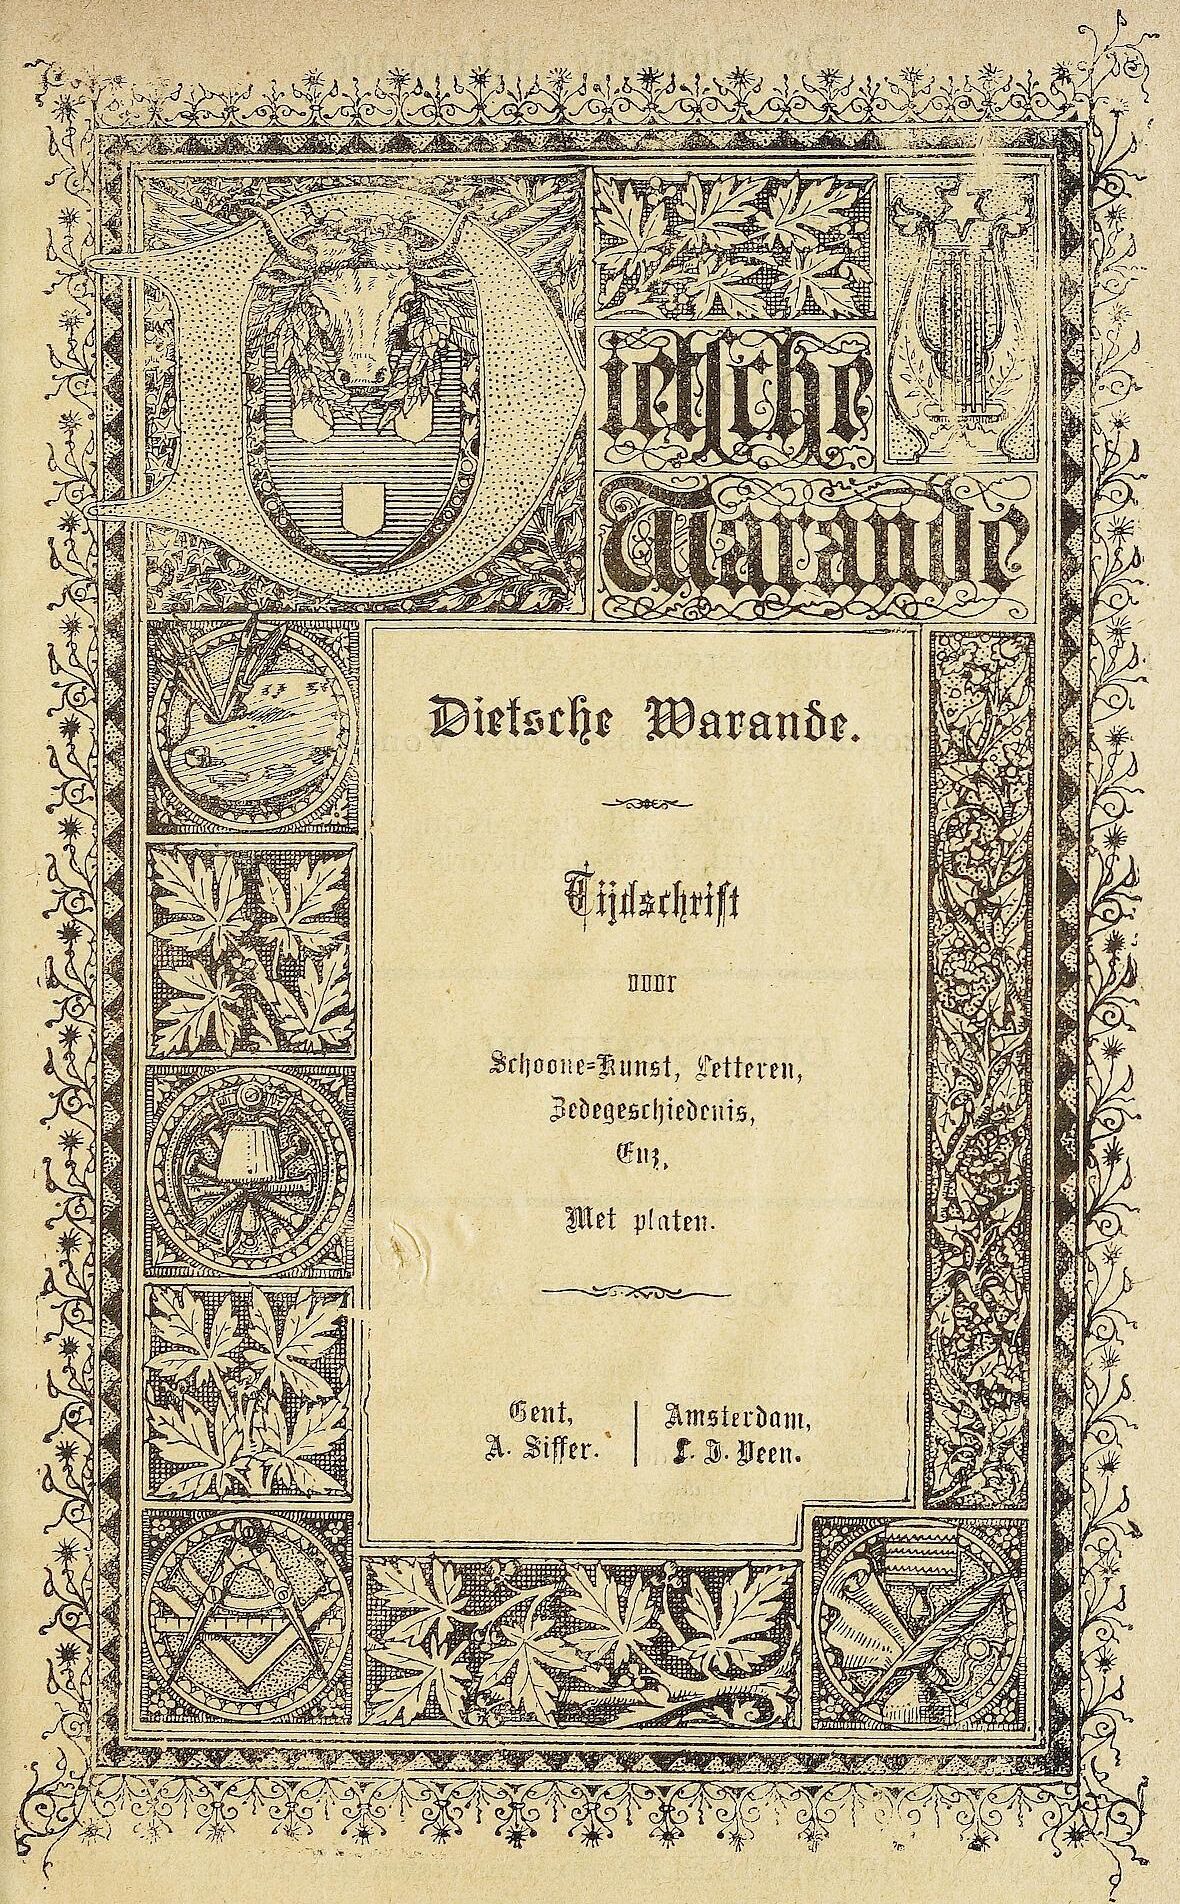 Dietsche
Warande
Dietsche Warande.
Tijdschrift
voor
Schoone=Kunst, Letteren,
Zedegeschiedenis,
Enz.
Met platen.
Gent,
A. Siffer.
Amsterdam,
L. J. Veen.